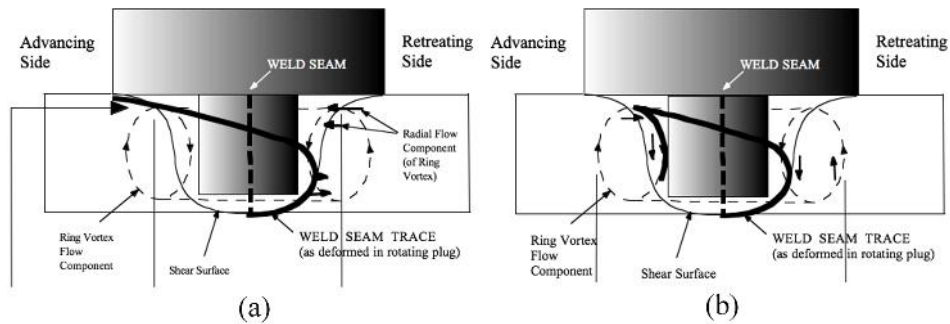 Advancing
Side
Retreating
Side
WELD SEAM
Radial Flow
Component
(of Ring
Vortex)
Ring Vortex
Flow
Component
WELD SEAM TRACE
(as deformed in rotating plug)
Shear Surface
(a)
Advancing
Side
Retreating
Side
WELD SEAM
Ring Vortex
Flow
Component
WELD SEAM TRACE
(as deformed in rotating plug)
Shear Surface
(b)